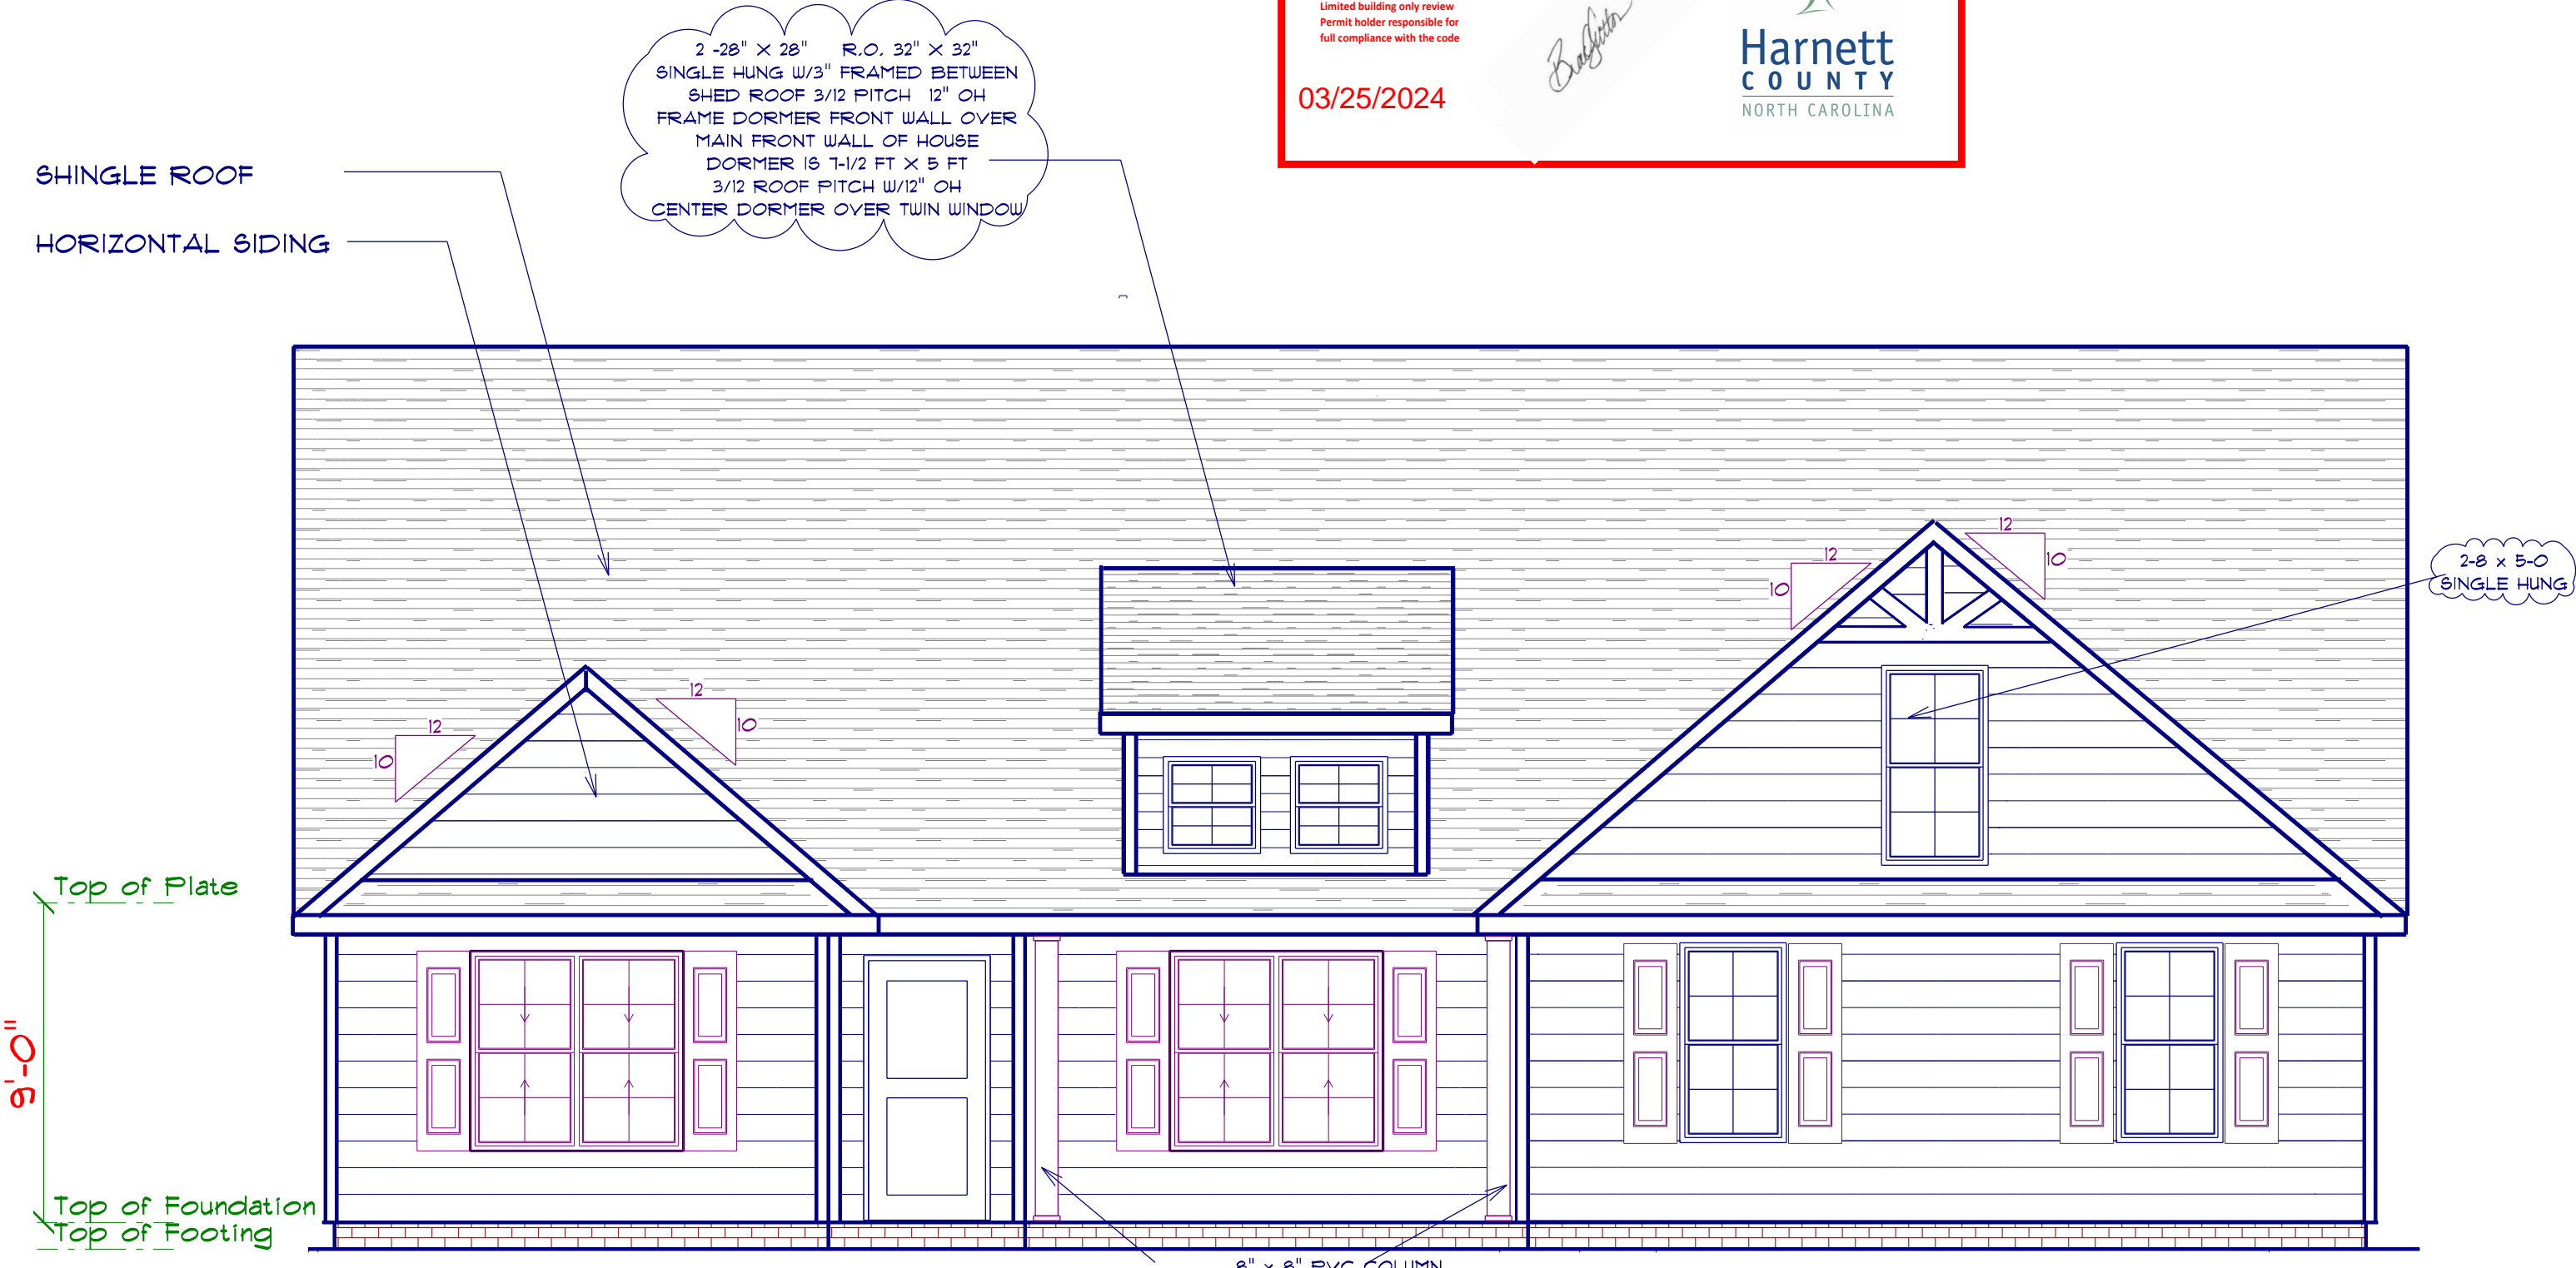 Limited building only review
Permit holder responsible for
full compliance with the code
03/25/2024
Harnett
COUNTY
NORTH CAROLINA
2 -28" X 28" R.O. 32" X 32"
SINGLE HUNG W/3" FRAMED BETWEEN
SHED ROOF 3/12 PITCH 12" OH
FRAME DORMER FRONT WALL OVER
MAIN FRONT WALL OF HOUSE
DORMER IS 7-1/2 FT X 5 FT
3/12 ROOF PITCH W/12" OH
CENTER DORMER OVER TWIN WINDOW
SHINGLE ROOF
HORIZONTAL SIDING
12
10
12
10
2-8 x 5-0
SINGLE HUNG
12
10
12
10
Top of Plate
9'-0"
Top of Foundation
Top of Footing
8" x 8" PVC COLUMN